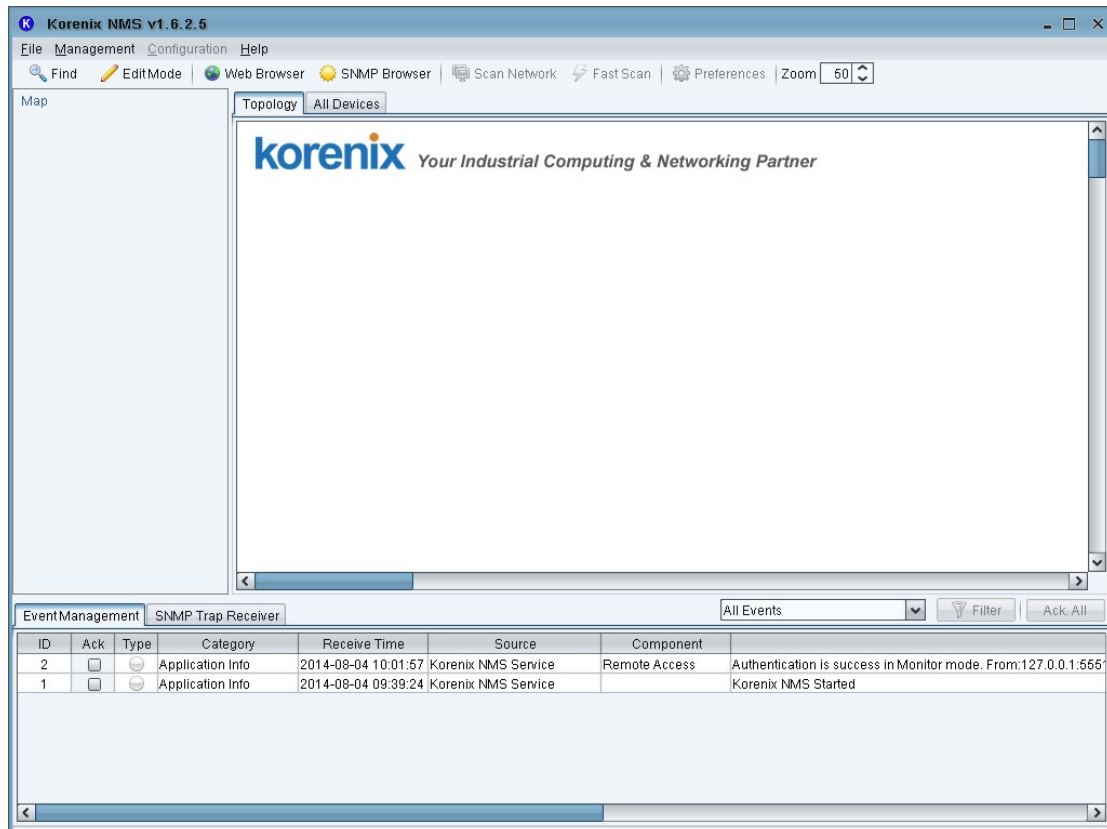 Korenix NMS v1.6.2.5
File Management Configuration Help
Find Edit Mode Web Browser SNMP Browser Scan Network Fast Scan Preferences Zoom 50
Map
Topology All Devices
korenix Your Industrial Computing & Networking Partner
Event Management SNMP Trap Receiver All Events Filter Ack. All
ID Ack Type Category Receive Time Source Component
2 Application Info 2014-08-04 10:01:57 Korenix NMS Service Remote Access Authentication is success in Monitor mode. From:127.0.0.1:5551
1 Application Info 2014-08-04 09:39:24 Korenix NMS Service Korenix NMS Started